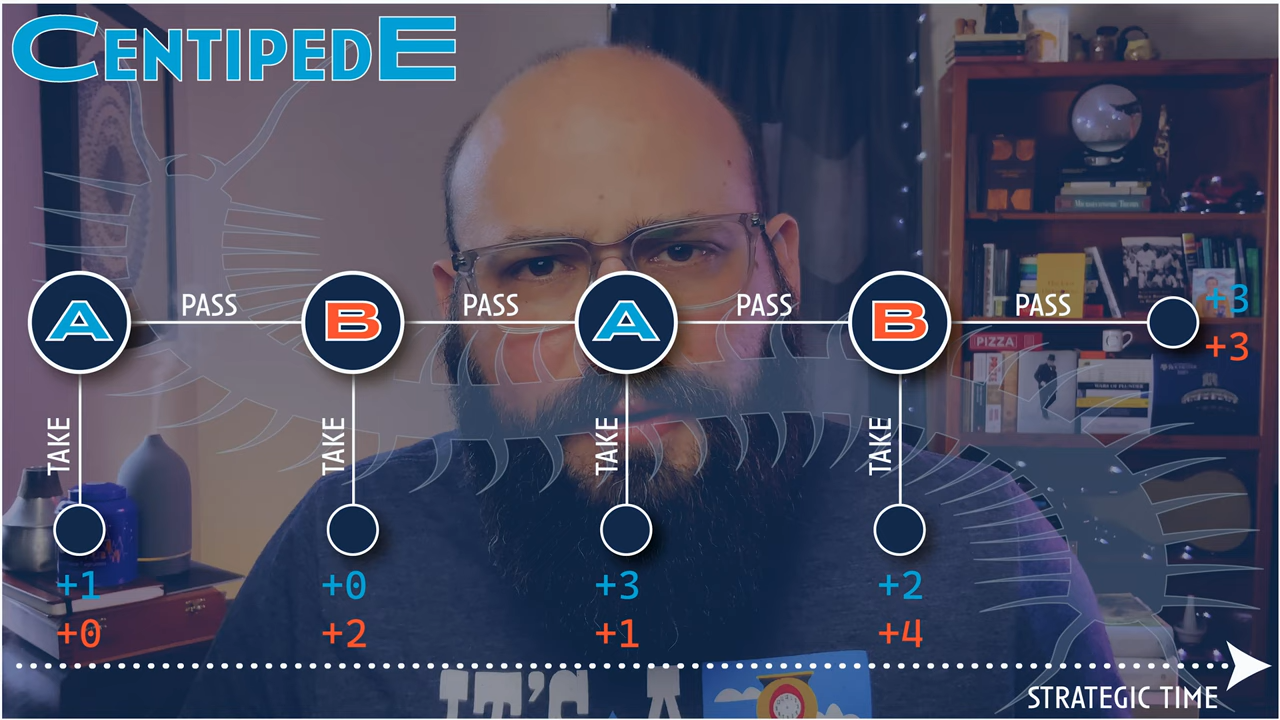 CENTIPEDE
A
PASS
B
PASS
A
PASS
B
PASS
+3
+3
TAKE
TAKE
TAKE
TAKE
+1
+0
+3
+2
+0
+2
+1
+4
STRATEGIC TIME
IT'S A
PIZZA